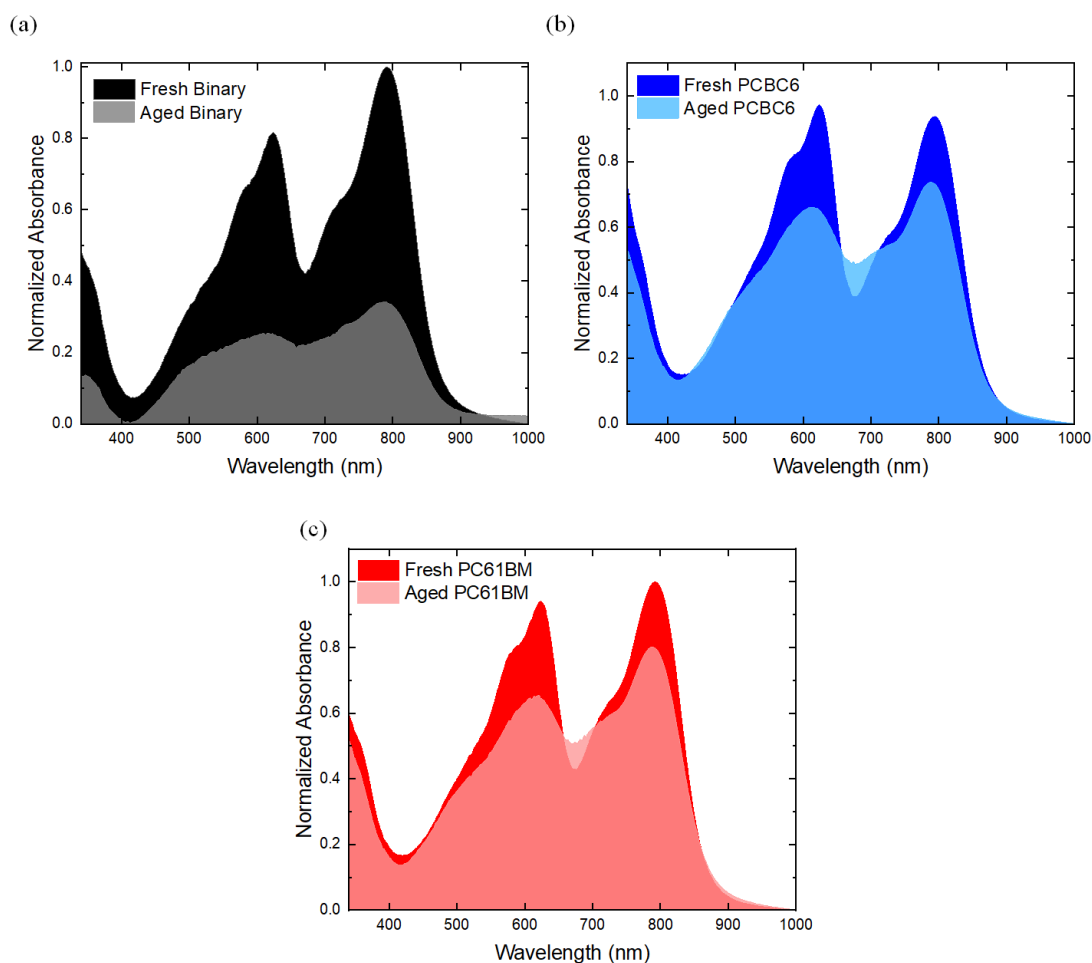 (a)
Fresh Binary
Aged Binary
Normalized Absorbance
1.0
0.8
0.6
0.4
0.2
0.0
400 500 600 700 800 900 1000
Wavelength (nm)
(b)
Fresh PCBC6
Aged PCBC6
Normalized Absorbance
1.0
0.8
0.6
0.4
0.2
0.0
400 500 600 700 800 900 1000
Wavelength (nm)
(c)
Fresh PC61BM
Aged PC61BM
Normalized Absorbance
1.0
0.8
0.6
0.4
0.2
0.0
400 500 600 700 800 900 1000
Wavelength (nm)